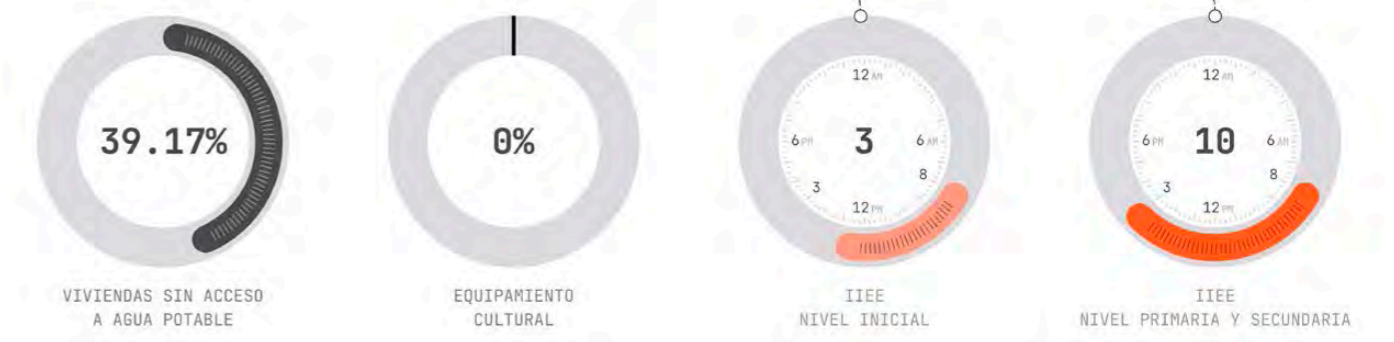 39.17%
VIVIENDAS SIN ACCESO
A AGUA POTABLE
0%
EQUIPAMIENTO
CULTURAL
12 AM
6 PM
3
6 AM
8
3
12 PM
IIEE
NIVEL INICIAL
12 AM
6 PM
10
6 AM
8
3
12 PM
IIEE
NIVEL PRIMARIA Y SECUNDARIA